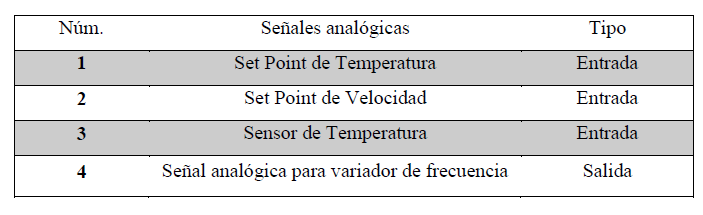 Núm. Señales analógicas Tipo
1 Set Point de Temperatura Entrada
2 Set Point de Velocidad Entrada
3 Sensor de Temperatura Entrada
4 Señal analógica para variador de frecuencia Salida